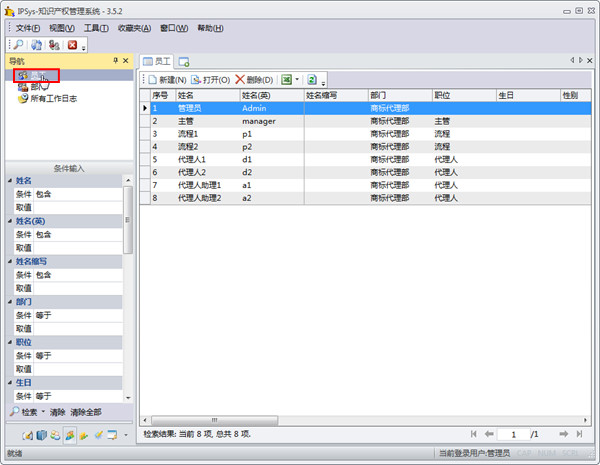 IPSys-知识产权管理系统 - 3.5.2
文件(F) 视图(V) 工具(T) 收藏夹(A) 窗口(W) 帮助(H)
导航
员工
部门
所有工作日志
条件输入
姓名
条件 包含
取值
姓名(英)
条件 包含
取值
姓名缩写
条件 包含
取值
部门
条件 等于
取值
职位
条件 等于
取值
生日
条件 等于
检索 清除 清除全部
员工
新建(N) 打开(O) 删除(D)
序号 姓名 姓名(英) 姓名缩写 部门 职位 生日 性别
1 管理员 Admin 商标代理部
2 主管 manager 商标代理部 主管
3 流程1 p1 商标代理部 流程
4 流程2 p2 商标代理部 流程
5 代理人1 d1 商标代理部 代理人
6 代理人2 d2 商标代理部 代理人
7 代理人助理1 a1 商标代理部 代理人
8 代理人助理2 a2 商标代理部 代理人
检索结果: 当前 8 项, 总共 8 项.
1 /1
就绪
当前登录用户:管理员 CAP NUM SCRL